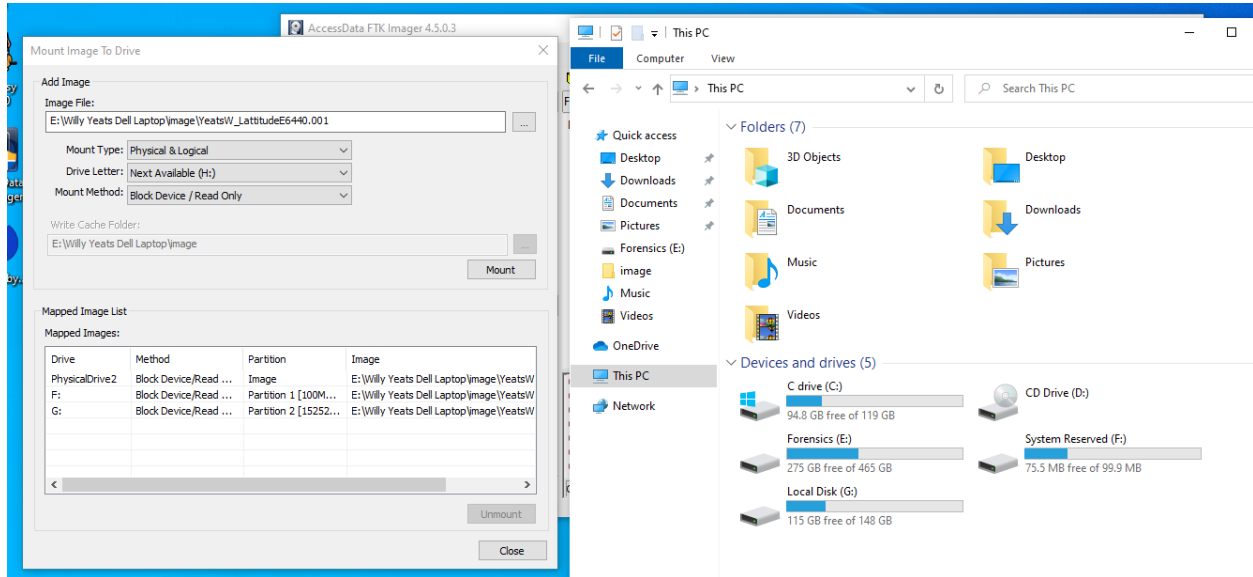 AccessData FTK Imager 4.5.0.3
Mount Image To Drive
Add Image
Image File:
E:\Willy Yeats Dell Laptop\image\YeatsW_LattitudeE6440.001
...
Mount Type: Physical & Logical
Drive Letter: Next Available (H:)
Mount Method: Block Device / Read Only
Write Cache Folder:
E:\Willy Yeats Dell Laptop\image
...
Mount
Mapped Image List
Mapped Images:
Drive Method Partition Image
PhysicalDrive2 Block Device/Read ... Image E:\Willy Yeats Dell Laptop\image\YeatsW
F: Block Device/Read ... Partition 1 [100M... E:\Willy Yeats Dell Laptop\image\YeatsW
G: Block Device/Read ... Partition 2 [15252... E:\Willy Yeats Dell Laptop\image\YeatsW
Unmount
Close
This PC
File Computer View
This PC
Search This PC
Quick access
Desktop
Downloads
Documents
Pictures
Forensics (E:)
image
Music
Videos
OneDrive
This PC
Network
Folders (7)
3D Objects
Desktop
Documents
Downloads
Music
Pictures
Videos
Devices and drives (5)
C drive (C:)
94.8 GB free of 119 GB
CD Drive (D:)
Forensics (E:)
275 GB free of 465 GB
System Reserved (F:)
75.5 MB free of 99.9 MB
Local Disk (G:)
115 GB free of 148 GB